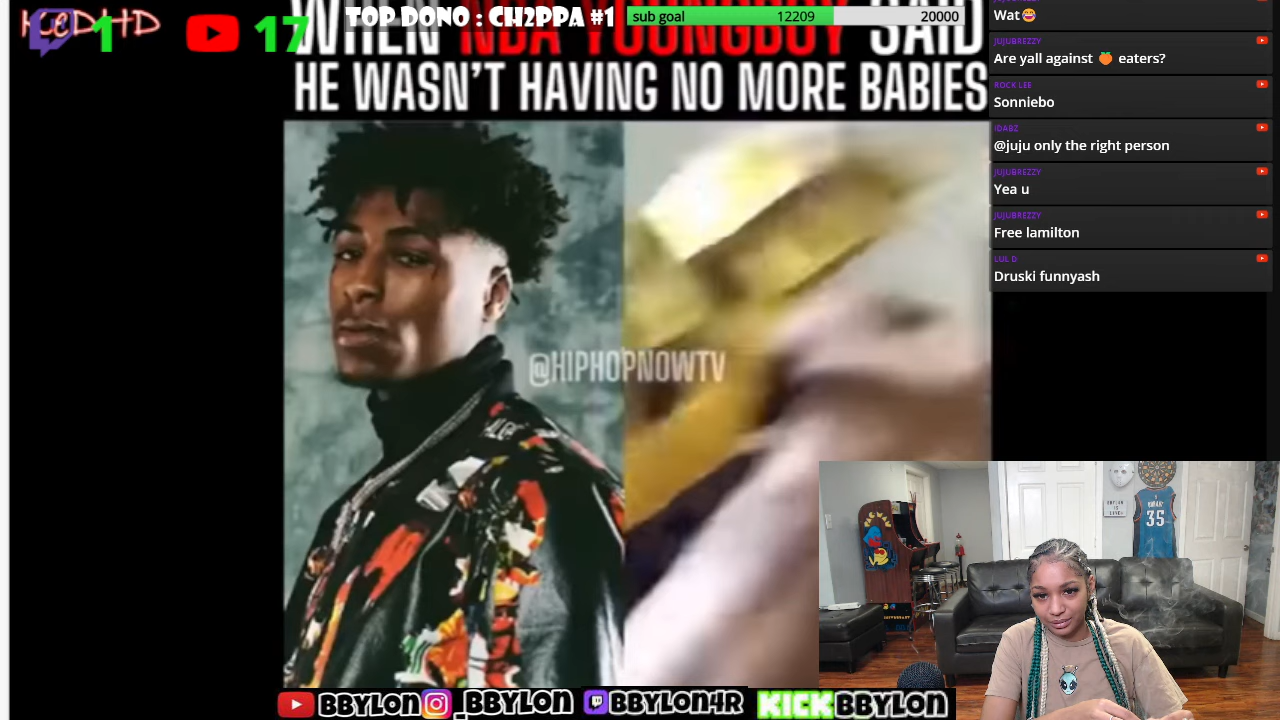 TOP DONO : CH2PPA #1
sub goal 12209 20000
1
17
WHEN NBA YOUNGBOY SAID
HE WASN'T HAVING NO MORE BABIES
@HIPHOPNOWTV
Wat😂
JUJUBREZZY
Are yall against 🍑 eaters?
ROCK LEE
Sonniebo
IDABZ
@juju only the right person
JUJUBREZZY
Yea u
JUJUBREZZY
Free lamilton
LUL D
Druski funnyash
35
BBYLON
_BBYLON
BBYLON4R
KICK BBYLON